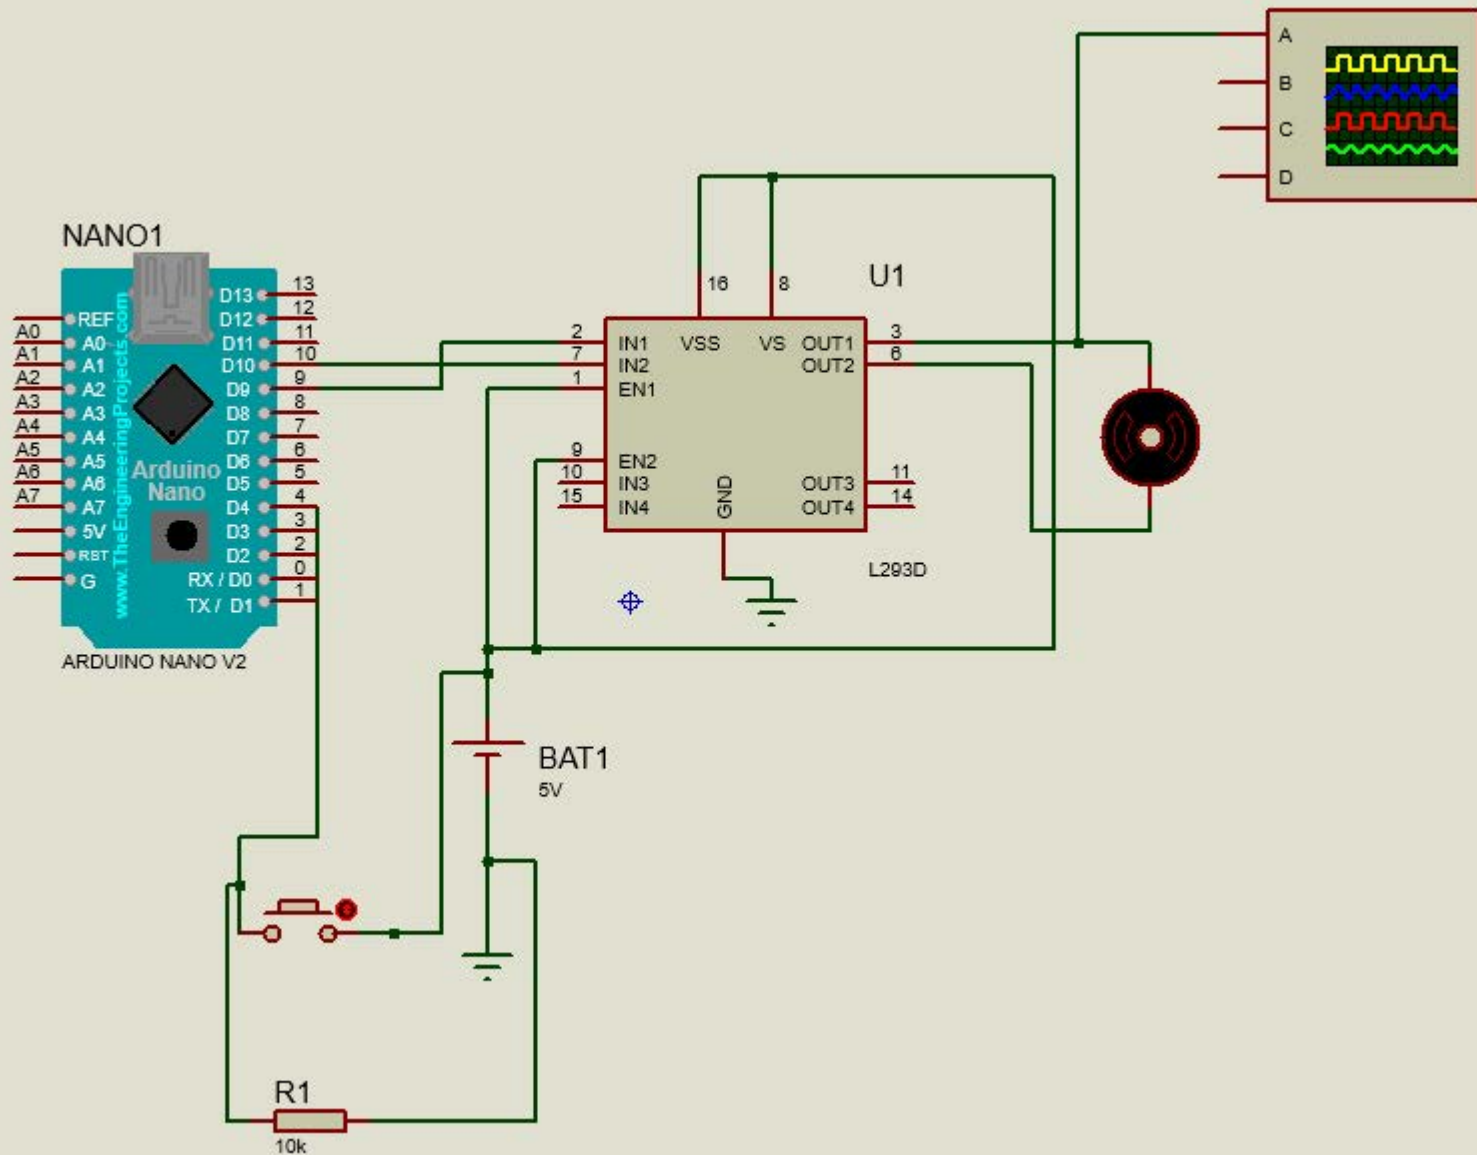 A
B
C
D
NANO1
REF
A0
A1
A2
A3
A4
A5
A6
A7
5V
RST
G
A0
A1
A2
A3
A4
A5
A6
A7
www.TheEngineeringProjects.com
Arduino
Nano
D13
D12
D11
D10
D9
D8
D7
D6
D5
D4
D3
D2
RX / D0
TX / D1
13
12
11
10
9
8
7
6
5
4
3
2
0
1
ARDUINO NANO V2
U1
16
8
VSS
VS
2
7
1
9
10
15
IN1
IN2
EN1
EN2
IN3
IN4
GND
OUT1
OUT2
OUT3
OUT4
3
6
11
14
L293D
BAT1
5V
R1
10k